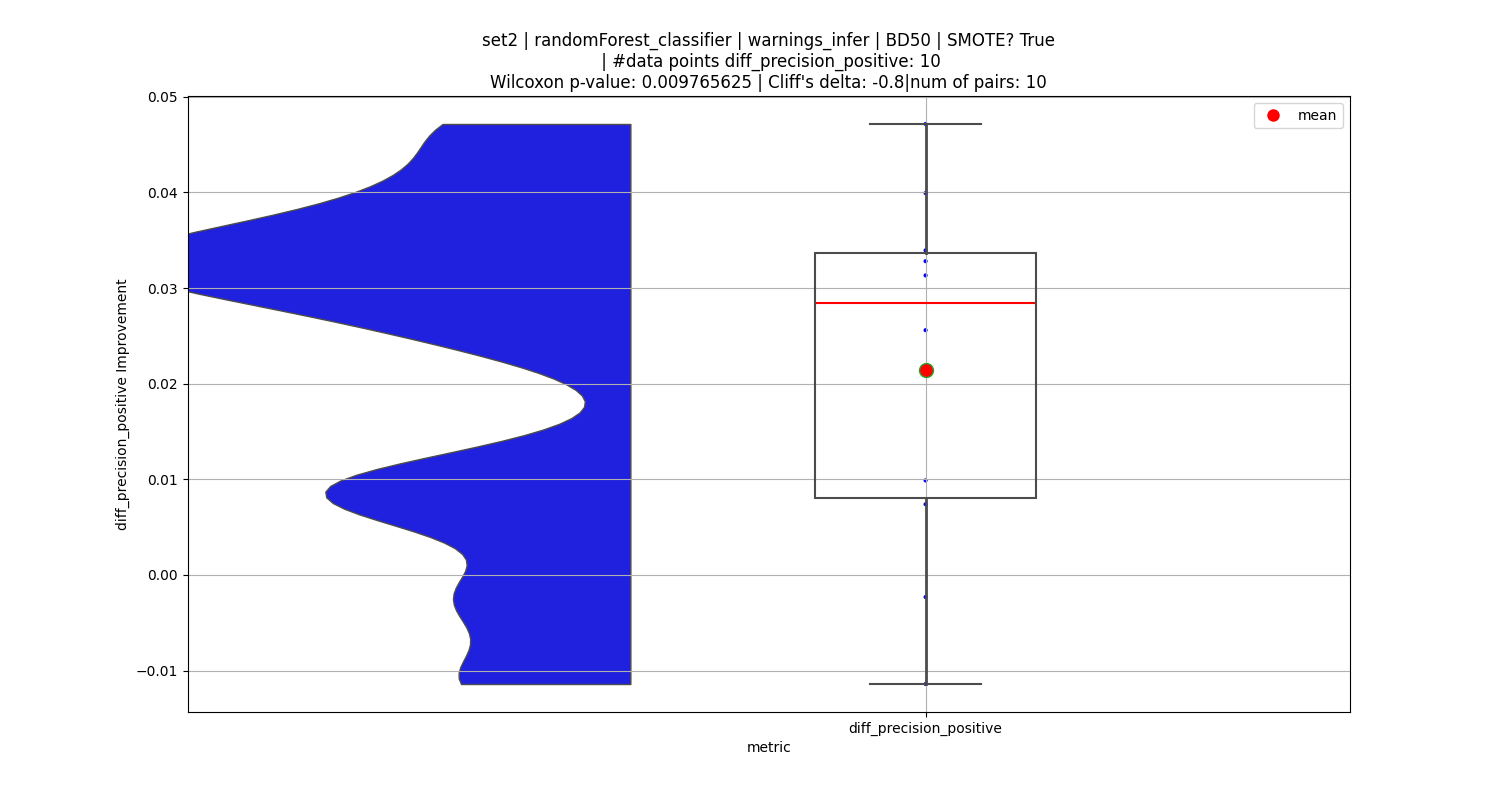 set2 | randomForest_classifier | warnings_infer | BD50 | SMOTE? True
| #data points diff_precision_positive: 10
Wilcoxon p-value: 0.009765625 | Cliff's delta: -0.8|num of pairs: 10
mean
0.05
0.04
0.03
0.02
0.01
0.00
−0.01
diff_precision_positive Improvement
diff_precision_positive
metric